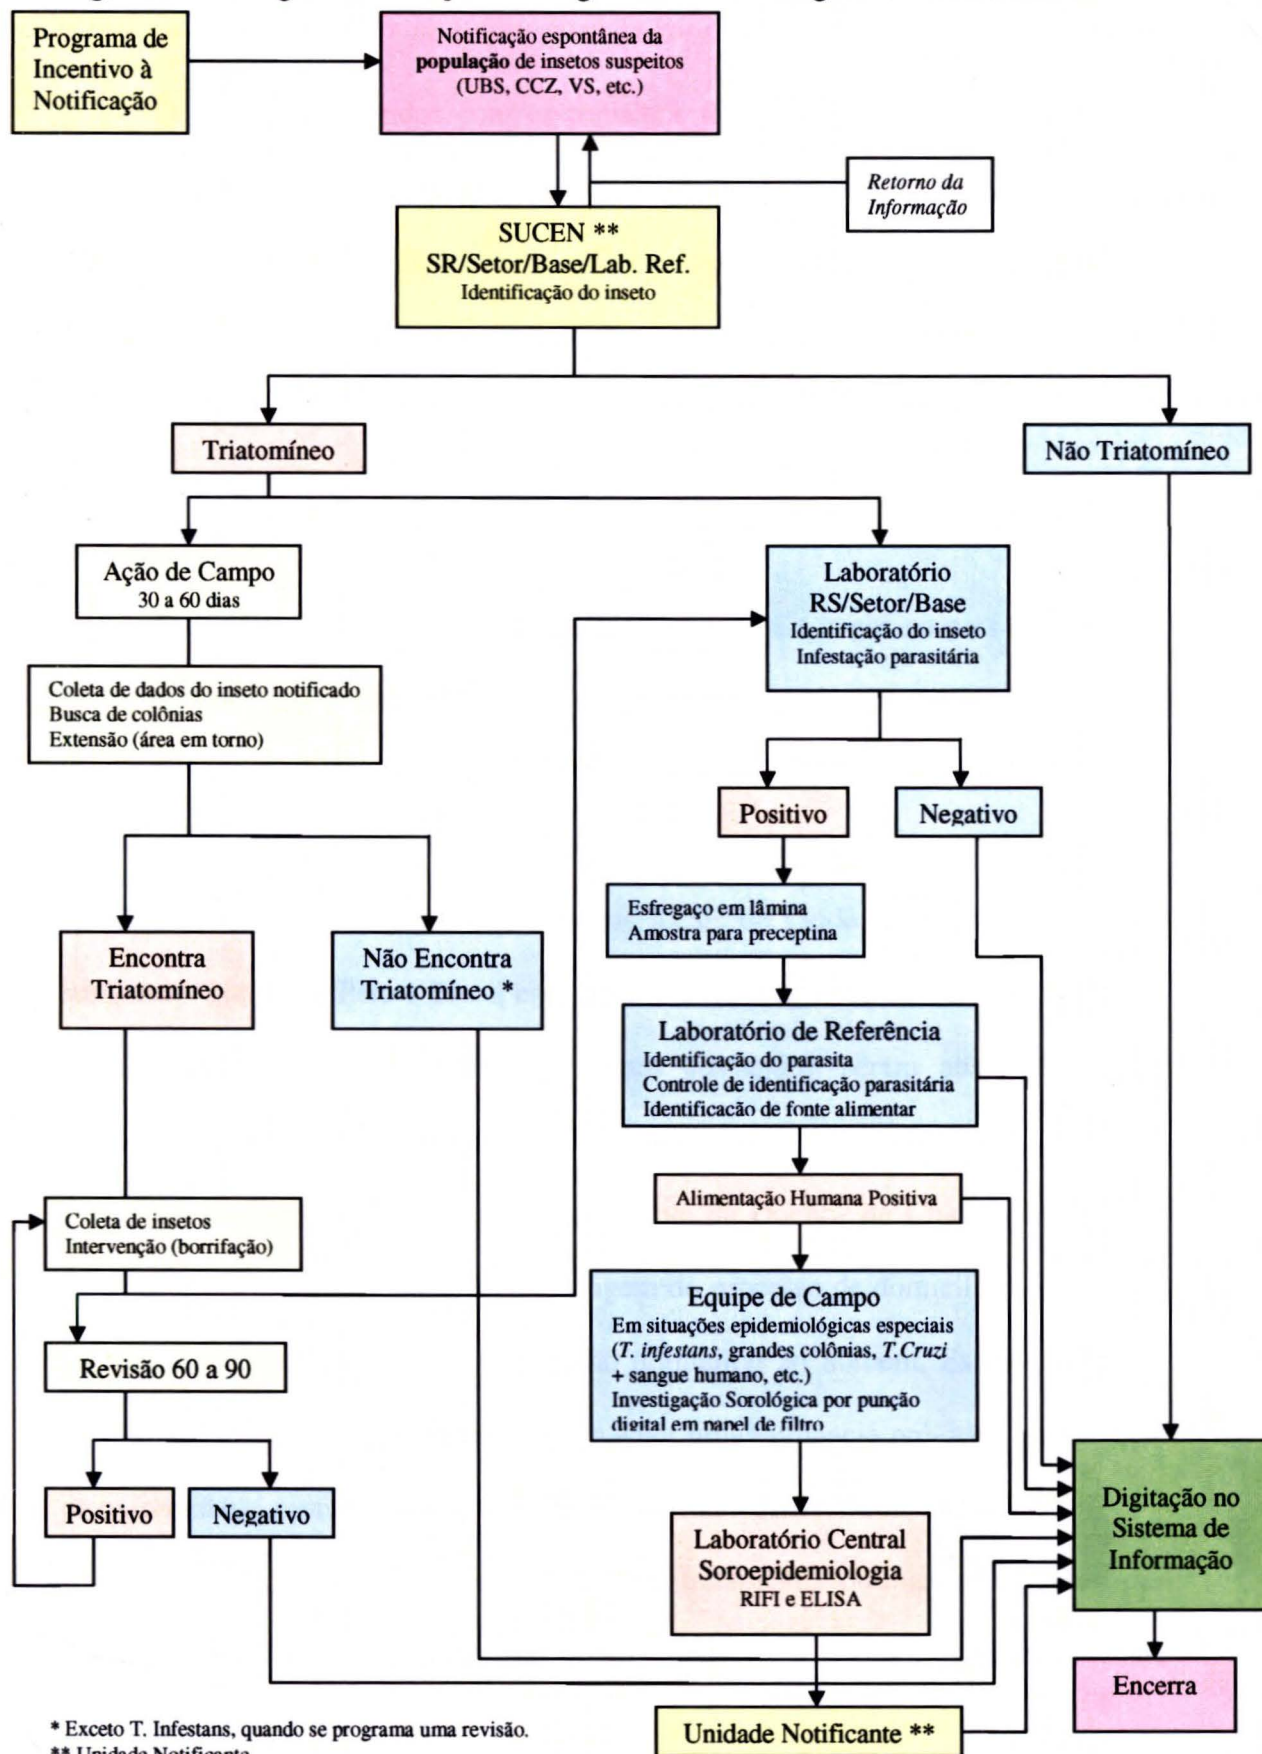 Programa de
Incentivo à
Notificação
Notificação espontânea da
população de insetos suspeitos
(UBS, CCZ, VS, etc.)
Retorno da
Informação
SUCEN **
SR/Setor/Base/Lab. Ref.
Identificação do inseto
Triatomíneo
Não Triatomíneo
Ação de Campo
30 a 60 dias
Laboratório
RS/Setor/Base
Identificação do inseto
Infestação parasitária
Coleta de dados do inseto notificado
Busca de colônias
Extensão (área em torno)
Positivo
Negativo
Esfregaço em lâmina
Amostra para preceptina
Encontra
Triatomíneo
Não Encontra
Triatomíneo *
Laboratório de Referência
Identificação do parasita
Controle de identificação parasitária
Identificacão de fonte alimentar
Alimentação Humana Positiva
Coleta de insetos
Intervenção (borrifação)
Equipe de Campo
Em situações epidemiológicas especiais
(T. infestans, grandes colônias, T.Cruzi
+ sangue humano, etc.)
Investigação Sorológica por punção
digital em papel de filtro
Revisão 60 a 90
Positivo
Negativo
Laboratório Central
Soroepidemiologia
RIFI e ELISA
Digitação no
Sistema de
Informação
Encerra
Unidade Notificante **
* Exceto T. Infestans, quando se programa uma revisão.
** Unidade Notificante